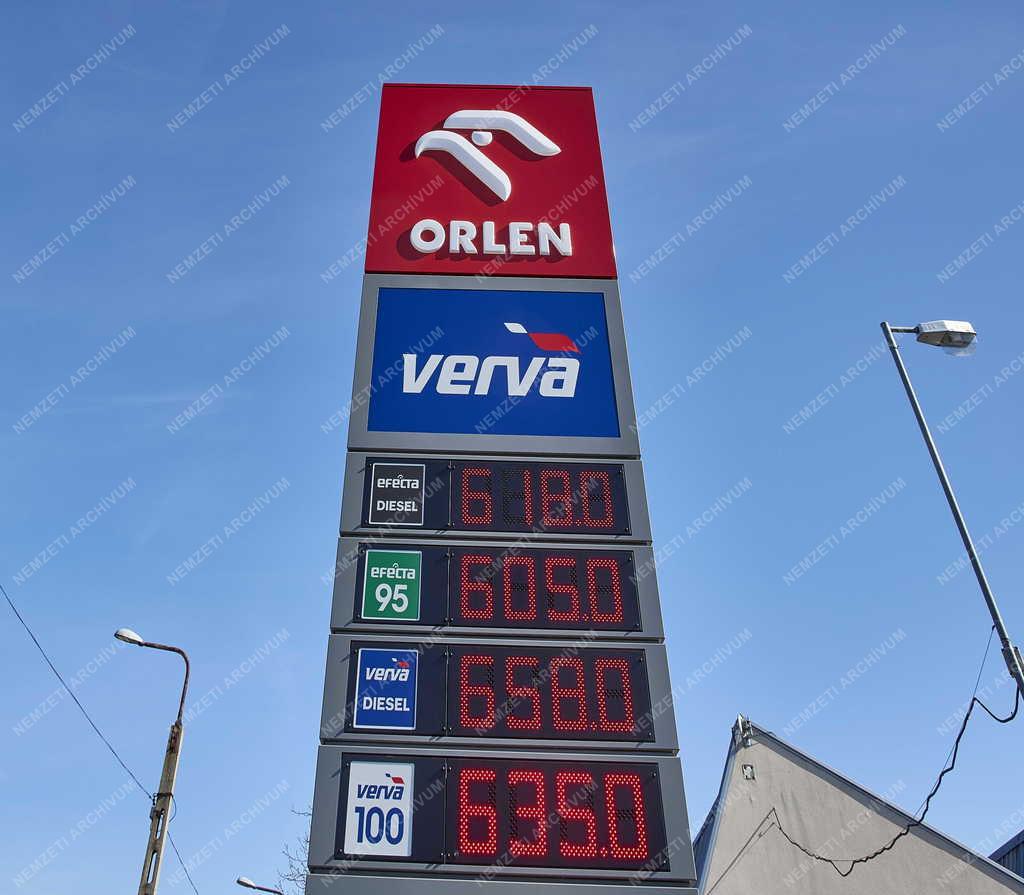 ORLEN
verva
efecta
DIESEL
618.0
efecta
95
605.0
verva
DIESEL
658.0
verva
100
635.0
NEMZETI ARCHÍVUM